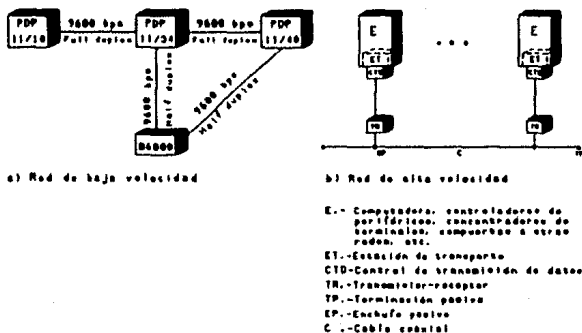 PDP 11/10
9600 bps
Full duplex
PDP 11/34
9600 bps
Full duplex
PDP 11/40
9600 bps
Half duplex
9600 bps
Half duplex
B6800
a) Red de baja velocidad
E
ET
CTD
TR
. . .
E
ET
CTD
TR
EP
C
b) Red de alta velocidad
E.- Computadora, controladores de
periféricos, concentradores de
terminales, compuertas a otras
redes, etc.
ET.-Estación de transporte
CTD-Control de transmisión de datos
TR.-Transmisor-receptor
TP.-Terminación pasiva
EP.-Enchufe pasivo
C .-Cable coaxial